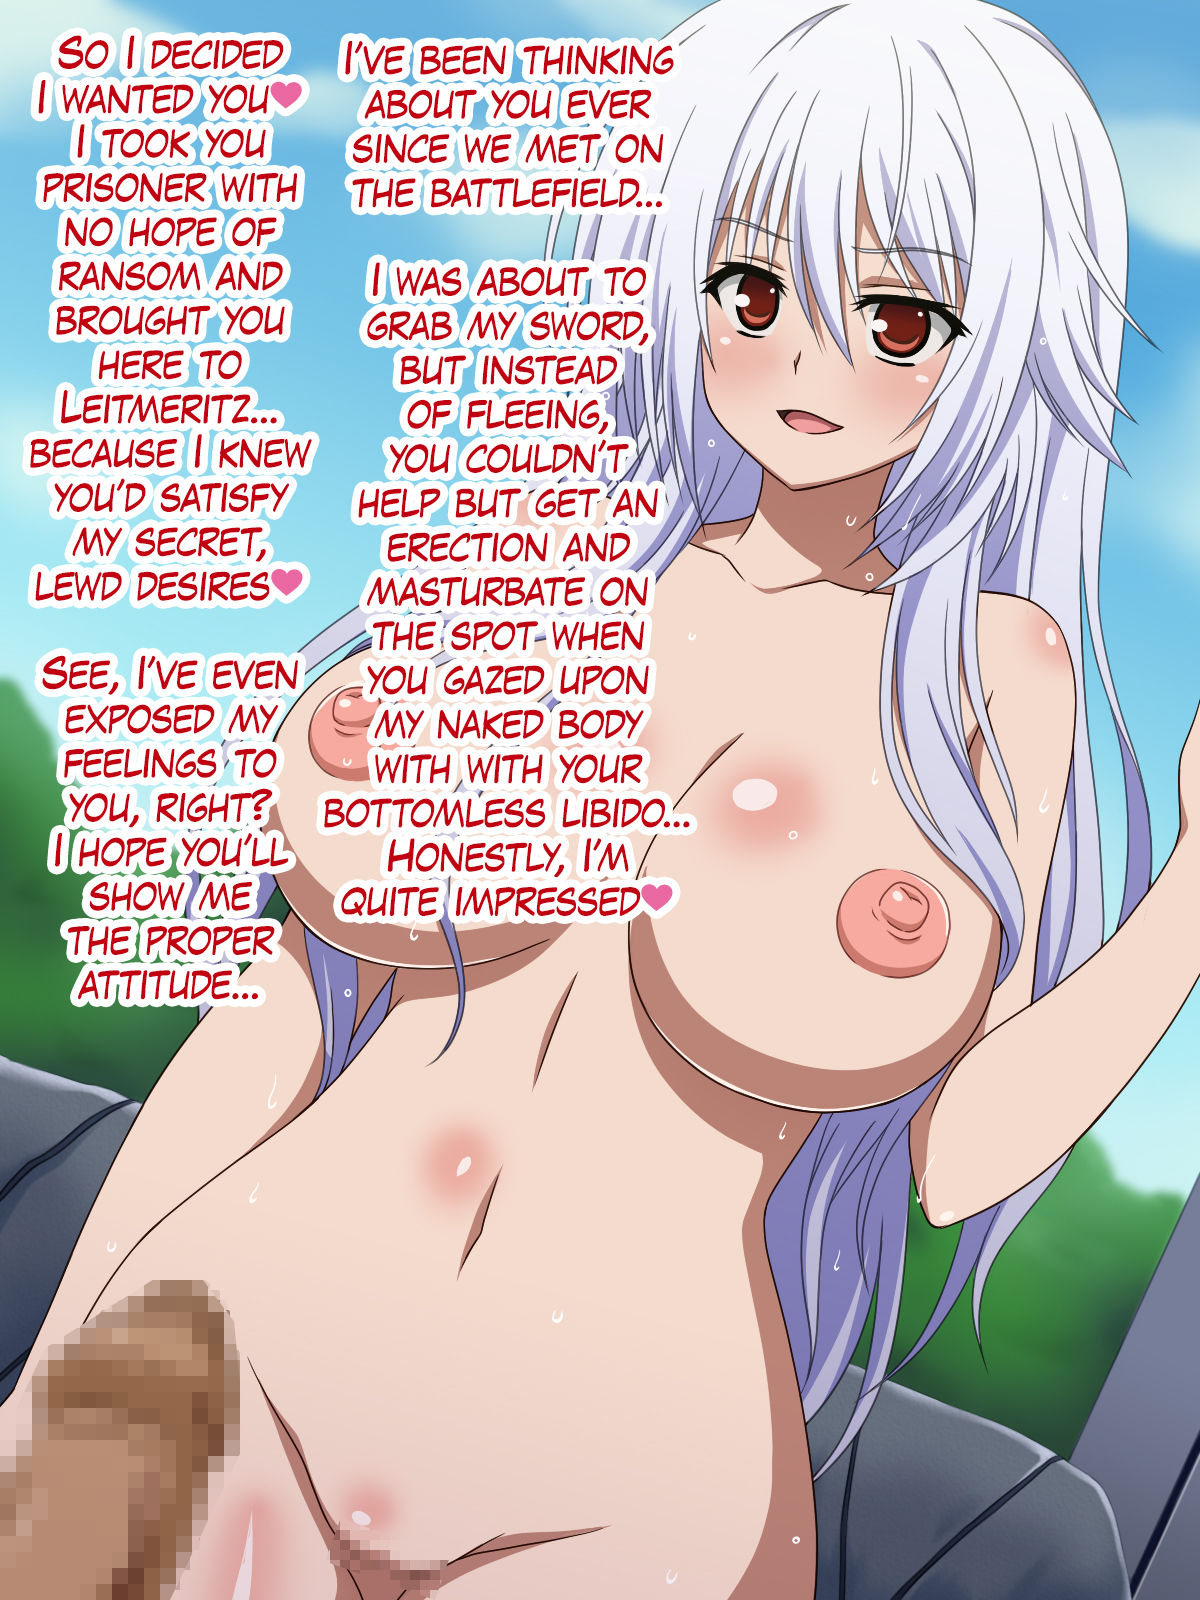 I've been thinking
about you ever
since we met on
the battlefield...
I was about to
grab my sword,
but instead
of fleeing,
you couldn't
help but get an
erection and
masturbate on
the spot when
you gazed upon
my naked body
with with your
bottomless libido...
Honestly, I'm
quite impressed♥
So I decided
I wanted you♥
I took you
prisoner with
no hope of
ransom and
brought you
here to
Leitmeritz...
because I knew
you'd satisfy
my secret,
lewd desires♥
See, I've even
exposed my
feelings to
you, right?
I hope you'll
show me
the proper
attitude...